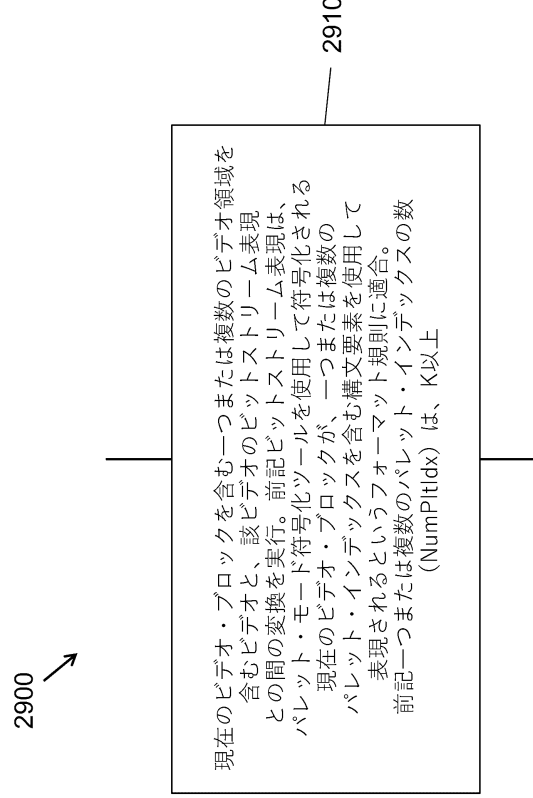 2900
2910
現在のビデオ・ブロックを含む一つまたは複数のビデオ領域を
含むビデオと、該ビデオのビットストリーム表現
との間の変換を実行。前記ビットストリーム表現は、
パレット・モード符号化ツールを使用して符号化される
現在のビデオ・ブロックが、一つまたは複数の
パレット・インデックスを含む構文要素を使用して
表現されるというフォーマット規則に適合。
前記一つまたは複数のパレット・インデックスの数
(NumPltIdx) は、K以上